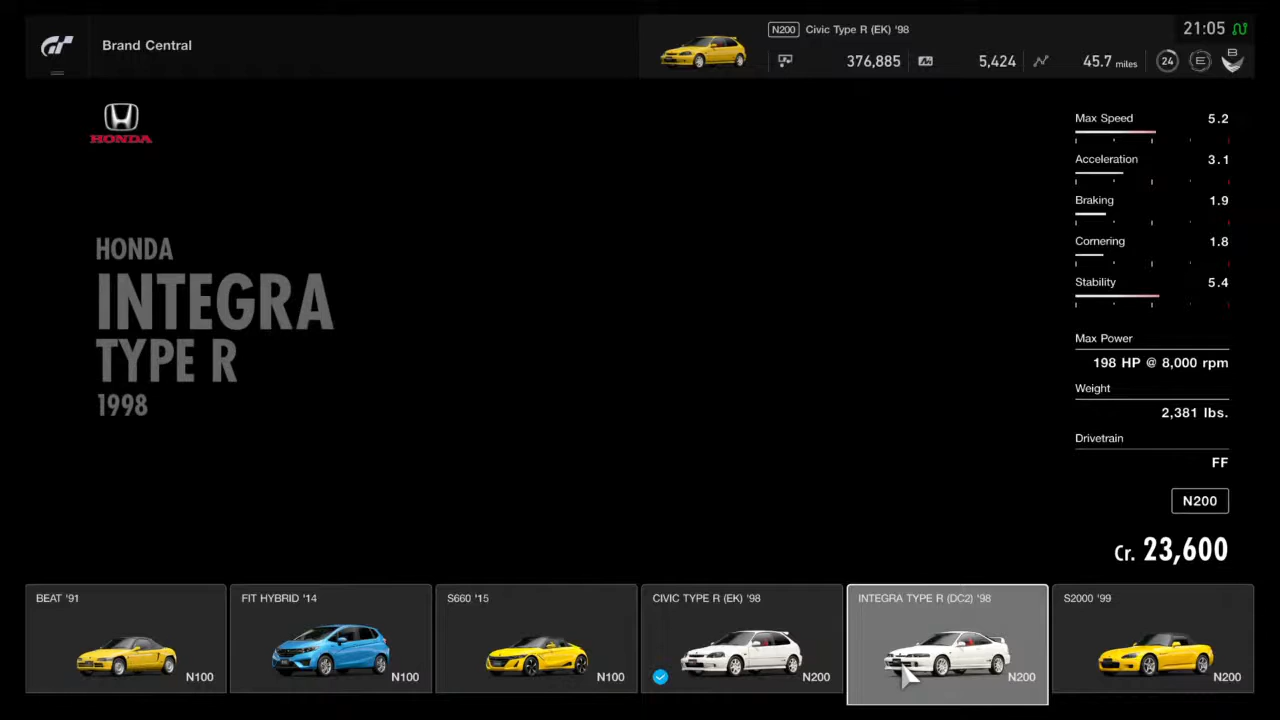 Brand Central
N200 Civic Type R (EK) '98
21:05
376,885 5,424 45.7 miles 24 E B
HONDA
HONDA
INTEGRA
TYPE R
1998
Max Speed 5.2
Acceleration 3.1
Braking 1.9
Cornering 1.8
Stability 5.4
Max Power
198 HP @ 8,000 rpm
Weight
2,381 lbs.
Drivetrain
FF
N200
Cr. 23,600
BEAT '91
N100
FIT HYBRID '14
N100
S660 '15
N100
CIVIC TYPE R (EK) '98
N200
INTEGRA TYPE R (DC2) '98
N200
S2000 '99
N200